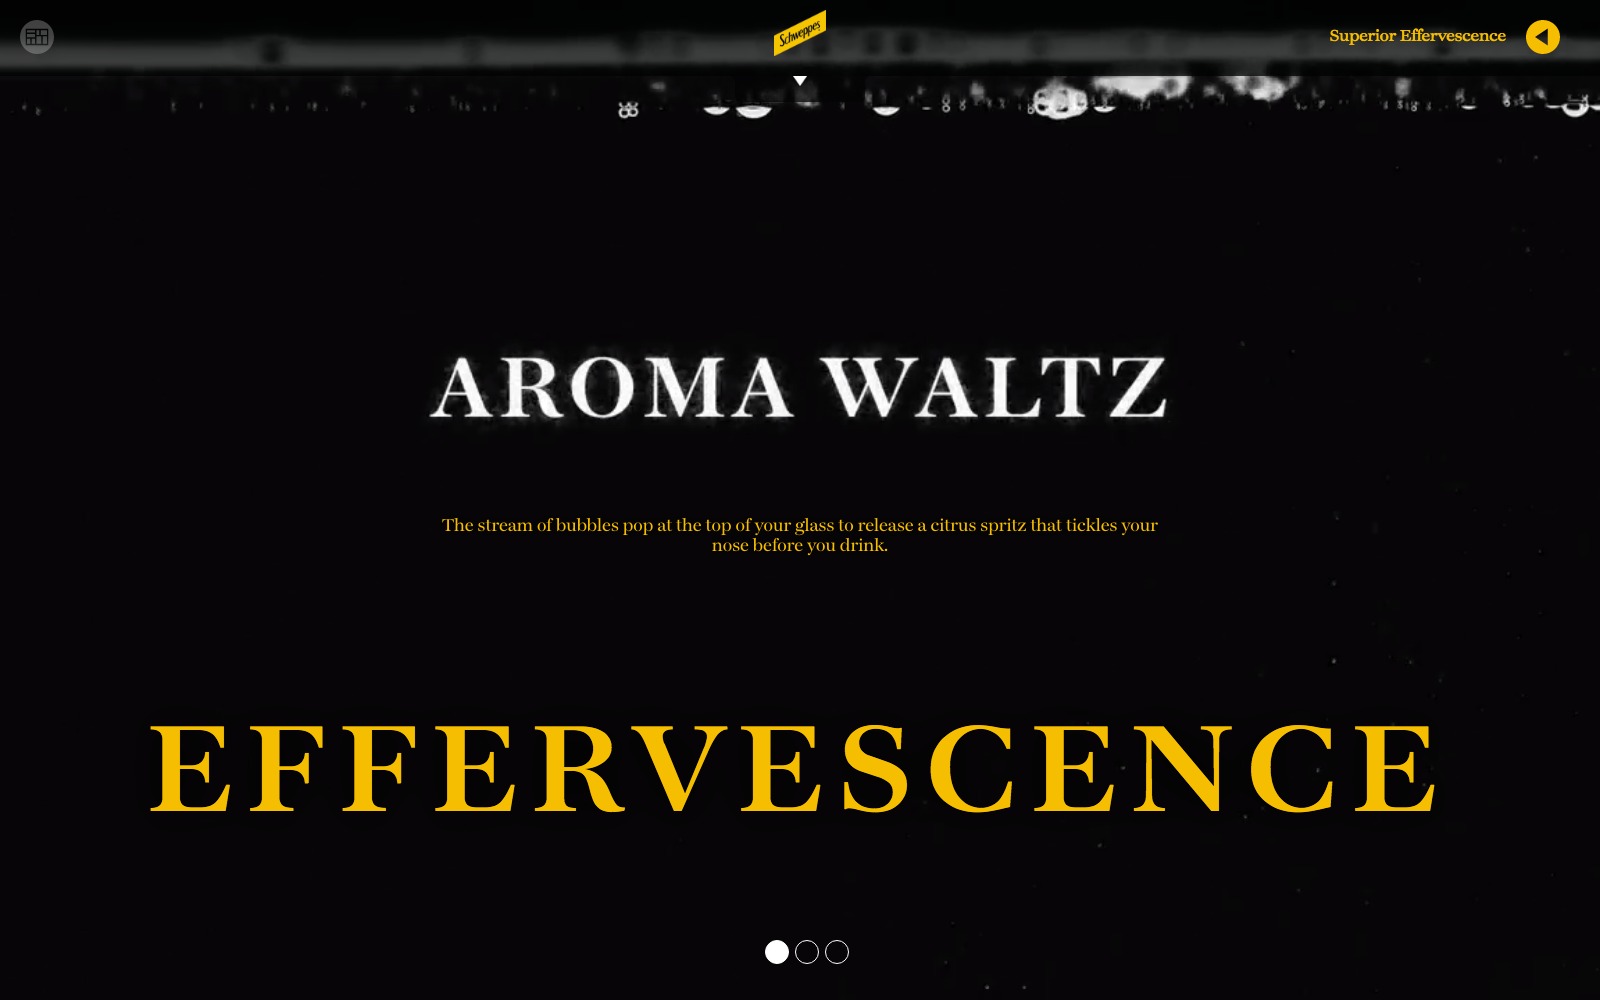 Schweppes
Superior Effervescence
AROMA WALTZ
The stream of bubbles pop at the top of your glass to release a citrus spritz that tickles your
nose before you drink.
EFFERVESCENCE